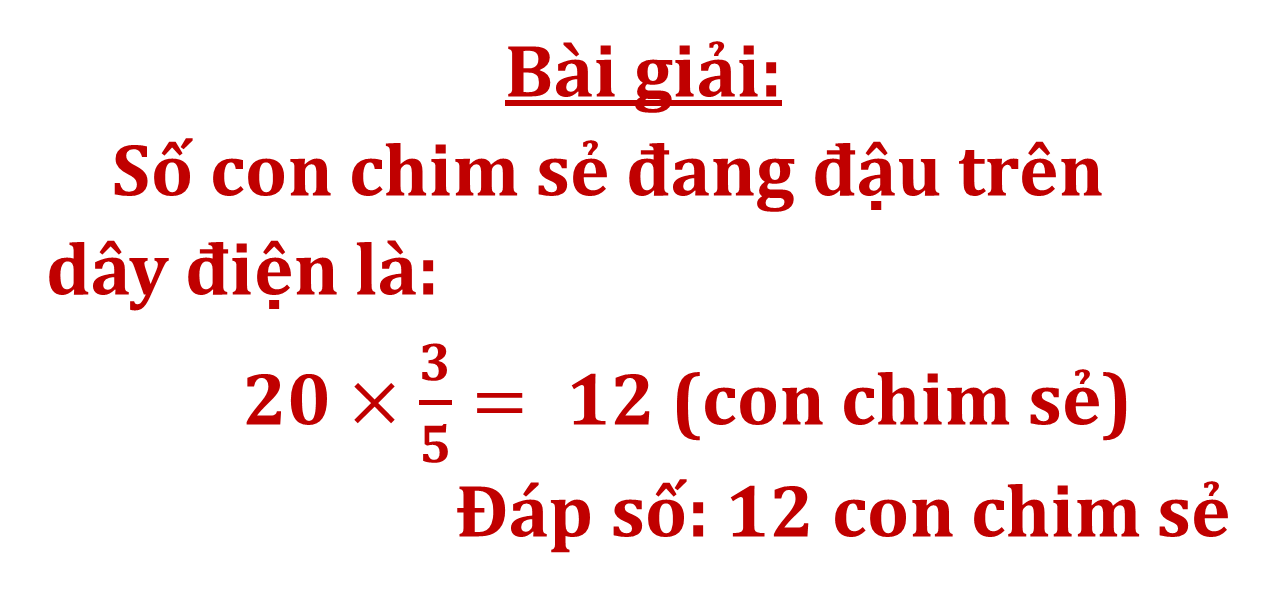 Bài giải:
Số con chim sẻ đang đậu trên
dây điện là:
20 × 3/5 = 12 (con chim sẻ)
Đáp số: 12 con chim sẻ